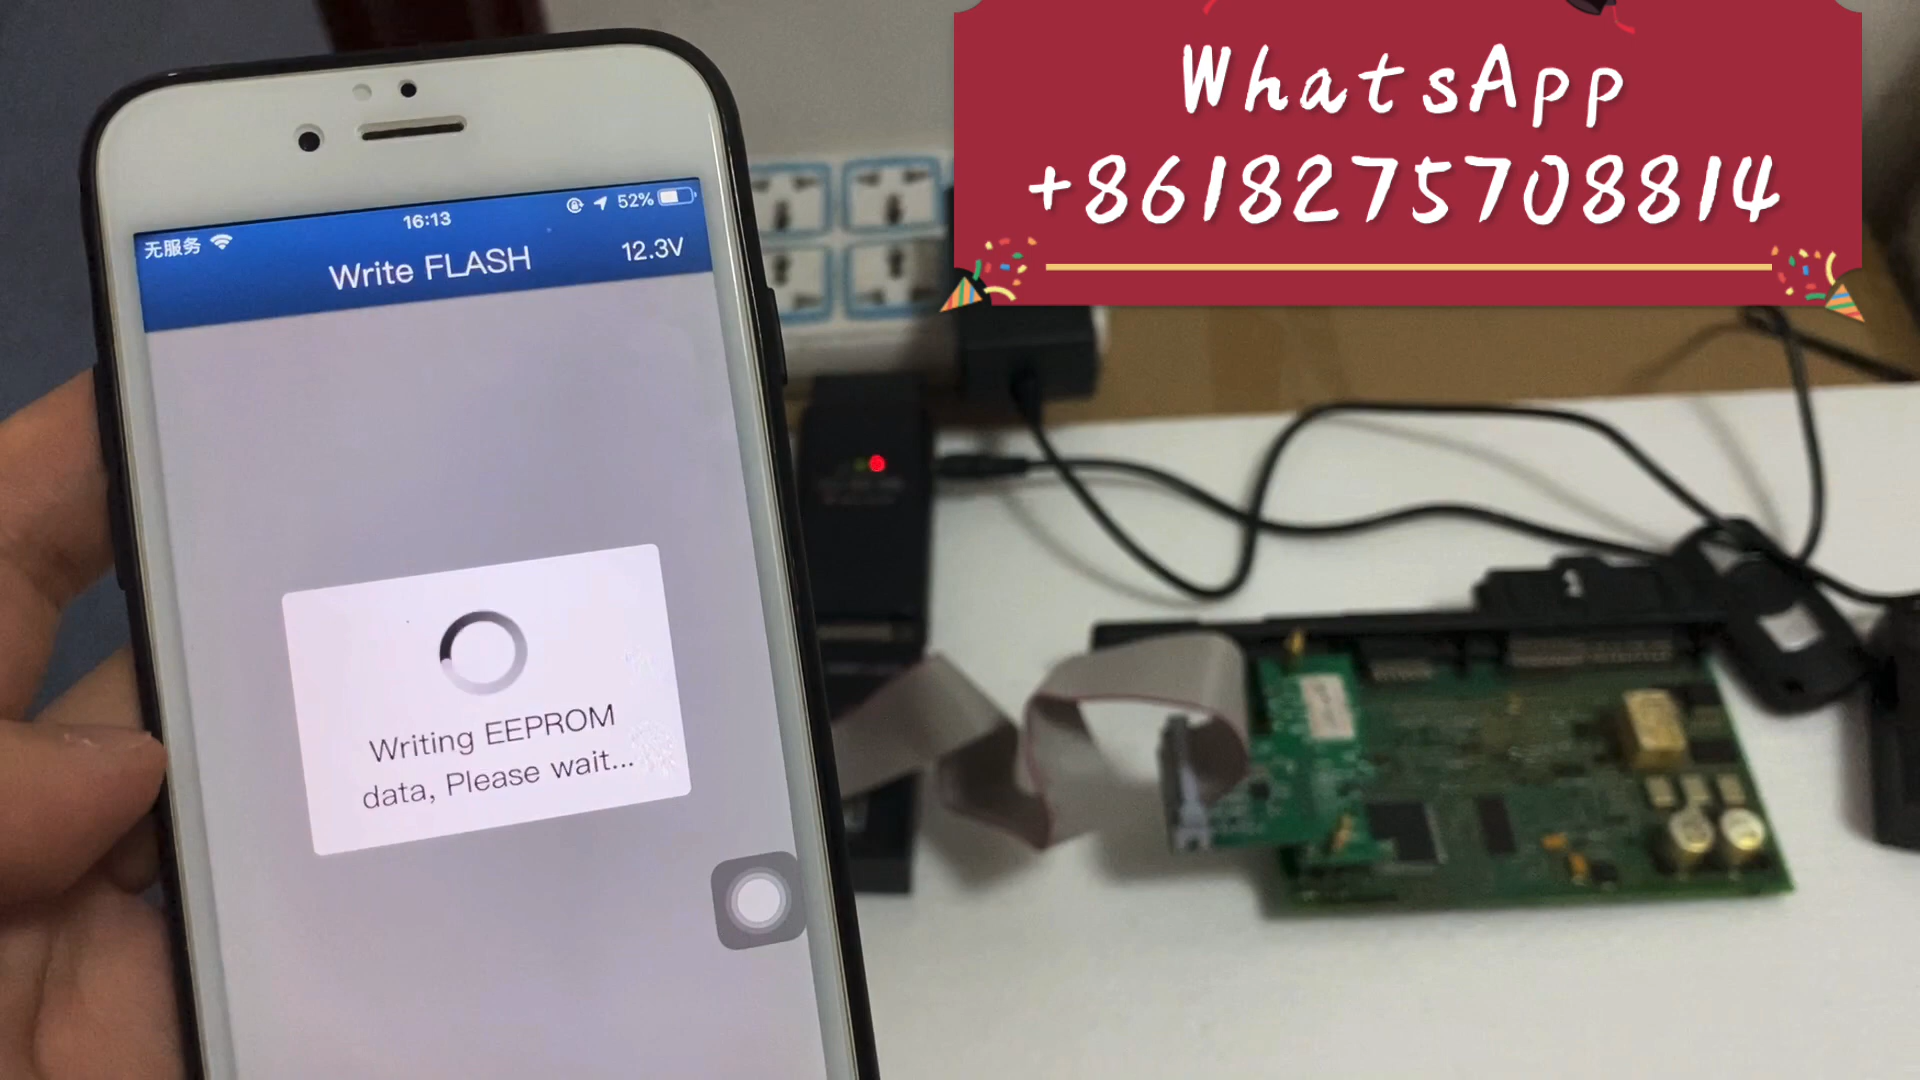 WhatsApp
+8618275708814
无服务
16:13
52%
Write FLASH
12.3V
Writing EEPROM
data, Please wait...